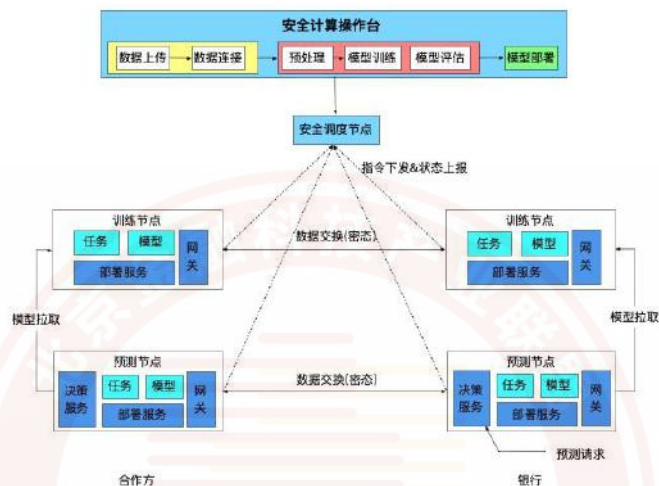 安全计算操作台
数据上传 数据连接 预处理 模型训练 模型评估 模型部署
安全调度节点
指令下发&状态上报
训练节点 训练节点
任务 模型 网关 数据交换(密态) 任务 模型 网关
部署服务 部署服务
模型拉取 模型拉取
预测节点 预测节点
决策服务 任务 模型 网关 数据交换(密态) 决策服务 任务 模型 网关
部署服务 部署服务
预测请求
合作方 银行